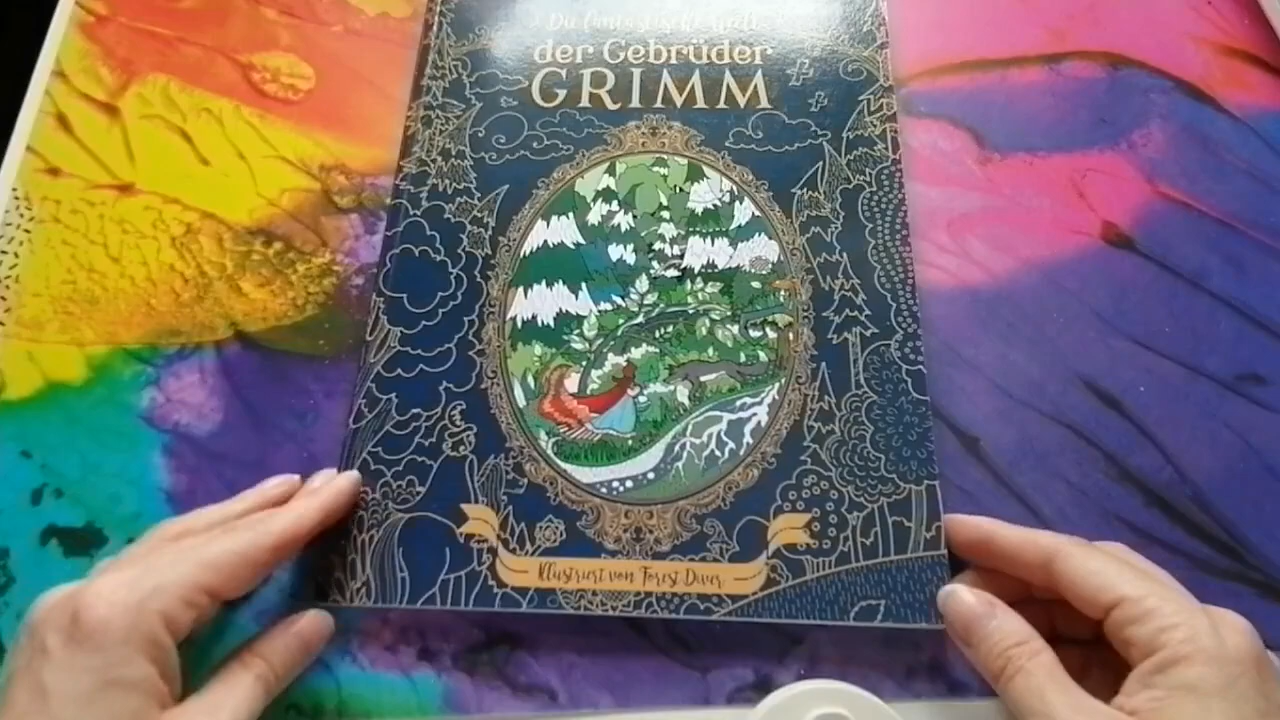 Die fantastische Welt
der Gebrüder
GRIMM
Illustriert von Forest Diver